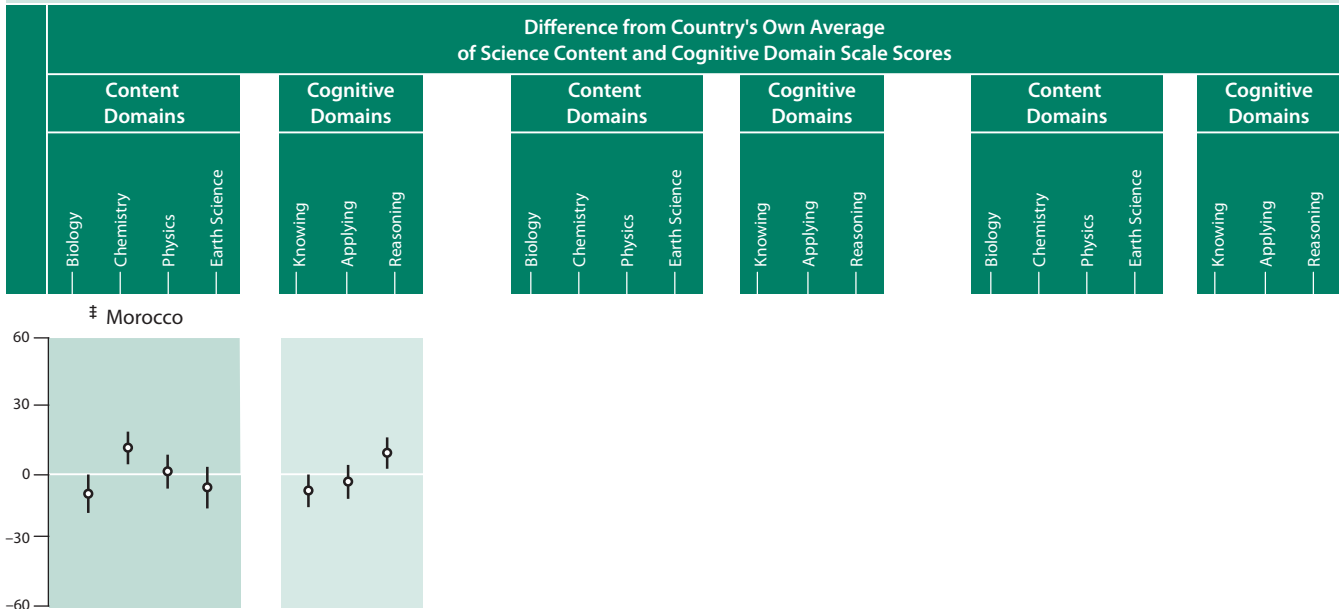 Difference from Country's Own Average
of Science Content and Cognitive Domain Scale Scores
Content
Domains
Cognitive
Domains
Content
Domains
Cognitive
Domains
Content
Domains
Cognitive
Domains
Biology
Chemistry
Physics
Earth Science
Knowing
Applying
Reasoning
Biology
Chemistry
Physics
Earth Science
Knowing
Applying
Reasoning
Biology
Chemistry
Physics
Earth Science
Knowing
Applying
Reasoning
‡ Morocco
60
30
0
–30
–60